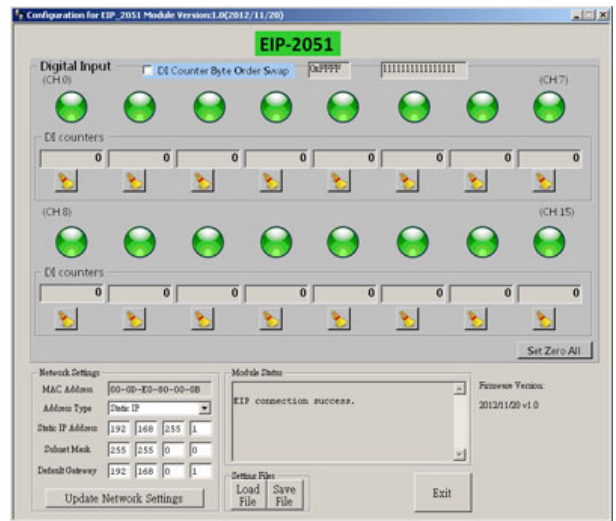 Configuration for EIP_2051 Module Version:1.0(2012/11/20)
EIP-2051
Digital Input
DI Counter Byte Order Swap
0xFFFF
(CH 0)
(CH 7)
DI counters
0 0 0 0 0 0 0 0
(CH 8)
(CH 15)
DI counters
0 0 0 0 0 0 0 0
Set Zero All
Network Settings
MAC Address 00-0D-E0-80-00-0B
Address Type Static IP
Static IP Address 192 168 255 1
Subnet Mask 255 255 0 0
Default Gateway 192 168 0 1
Update Network Settings
Module Status
EIP connection success.
Setting Files
Load File
Save File
Firmware Version:
2012/11/20 v1.0
Exit